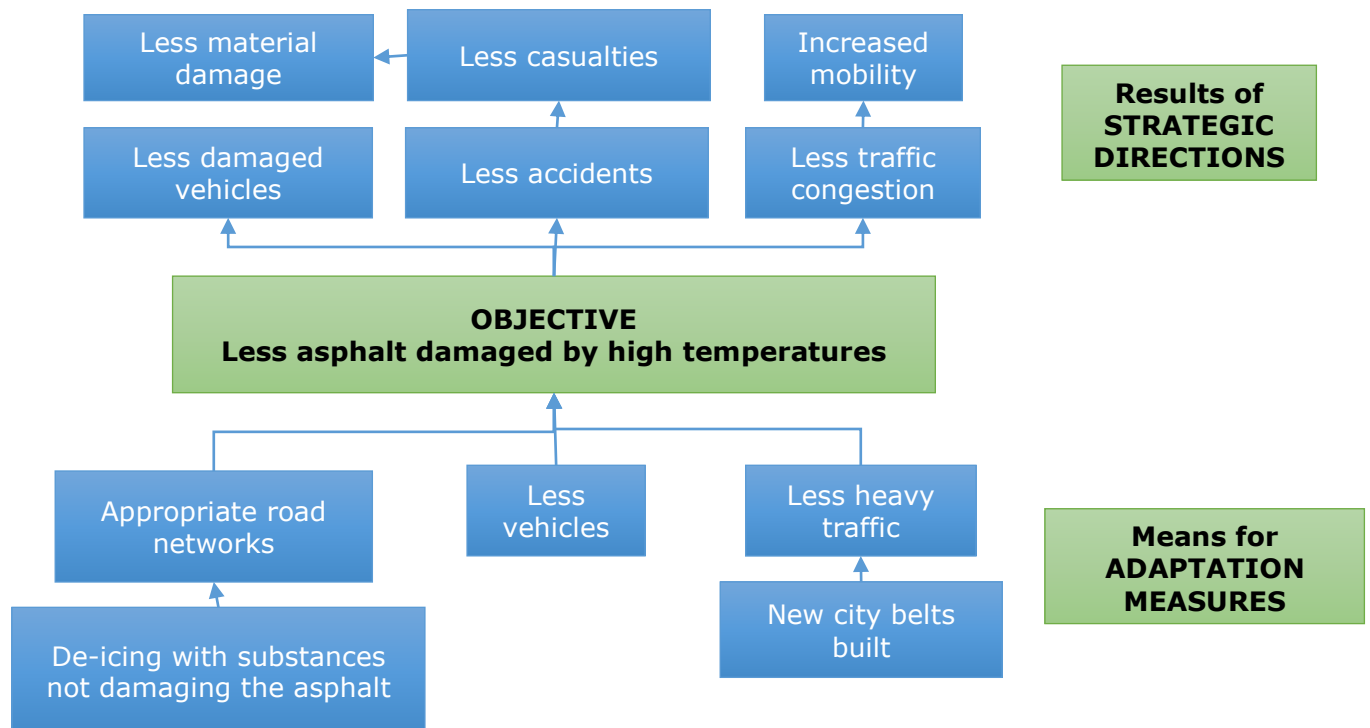 Less material
damage
Less casualties
Increased
mobility
Results of
STRATEGIC
DIRECTIONS
Less damaged
vehicles
Less accidents
Less traffic
congestion
OBJECTIVE
Less asphalt damaged by high temperatures
Appropriate road
networks
Less
vehicles
Less heavy
traffic
Means for
ADAPTATION
MEASURES
De-icing with substances
not damaging the asphalt
New city belts
built